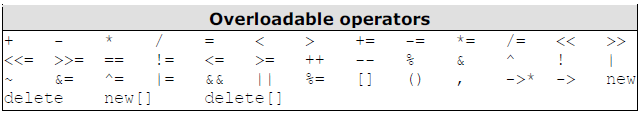 Overloadable operators
+ - * / = < > += -= *= /= << >>
<<= >>= == != <= >= ++ -- % & ^ ! |
~ &= ^= |= && || %= [] () , ->* -> new
delete new[] delete[]